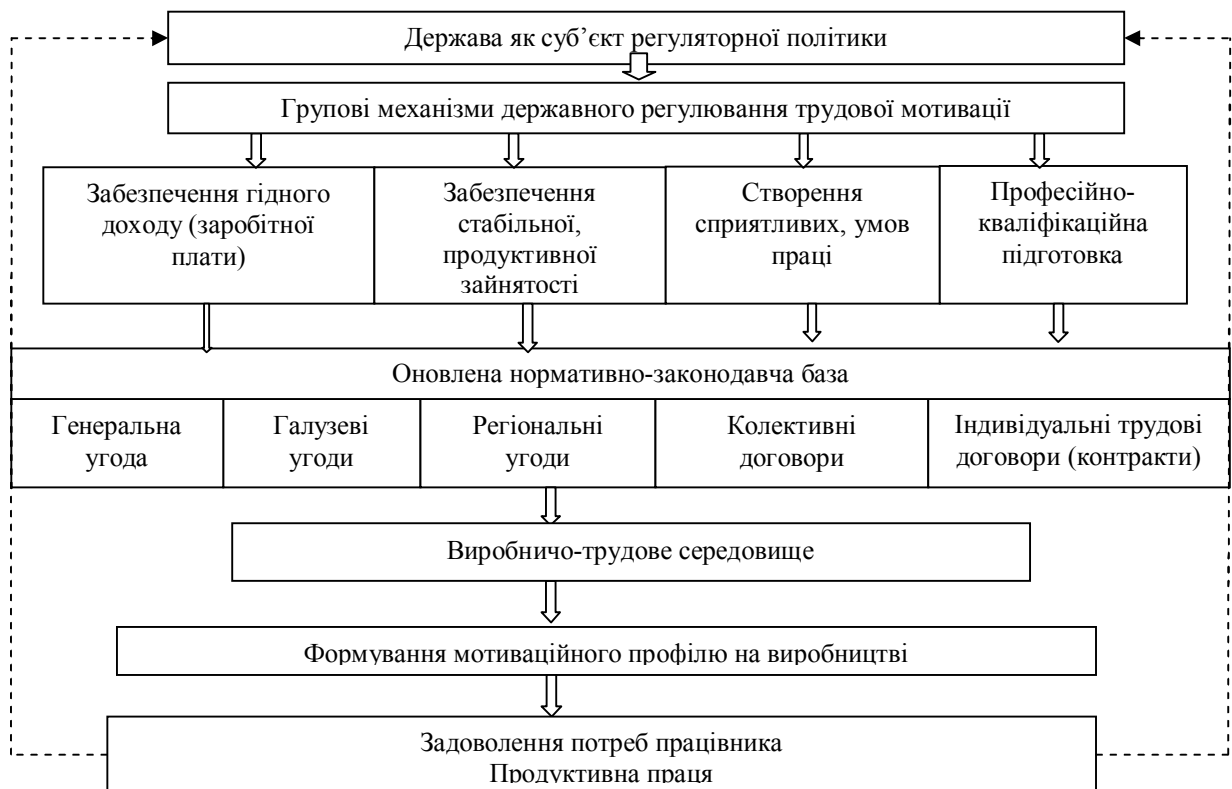 Держава як суб’єкт регуляторної політики
Групові механізми державного регулювання трудової мотивації
Забезпечення гідного
доходу (заробітної
плати)
Забезпечення
стабільної,
продуктивної
зайнятості
Створення
сприятливих, умов
праці
Професійно-
кваліфікаційна
підготовка
Оновлена нормативно-законодавча база
Генеральна
угода
Галузеві
угоди
Регіональні
угоди
Колективні
договори
Індивідуальні трудові
договори (контракти)
Виробничо-трудове середовище
Формування мотиваційного профілю на виробництві
Задоволення потреб працівника
Продуктивна праця